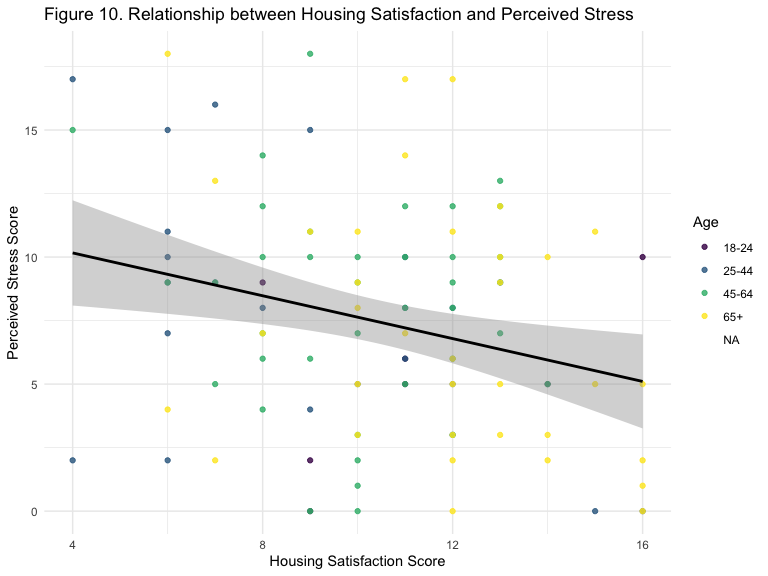 Figure 10. Relationship between Housing Satisfaction and Perceived Stress
15
10
5
0
Perceived Stress Score
4 8 12 16
Housing Satisfaction Score
Age
18-24
25-44
45-64
65+
NA